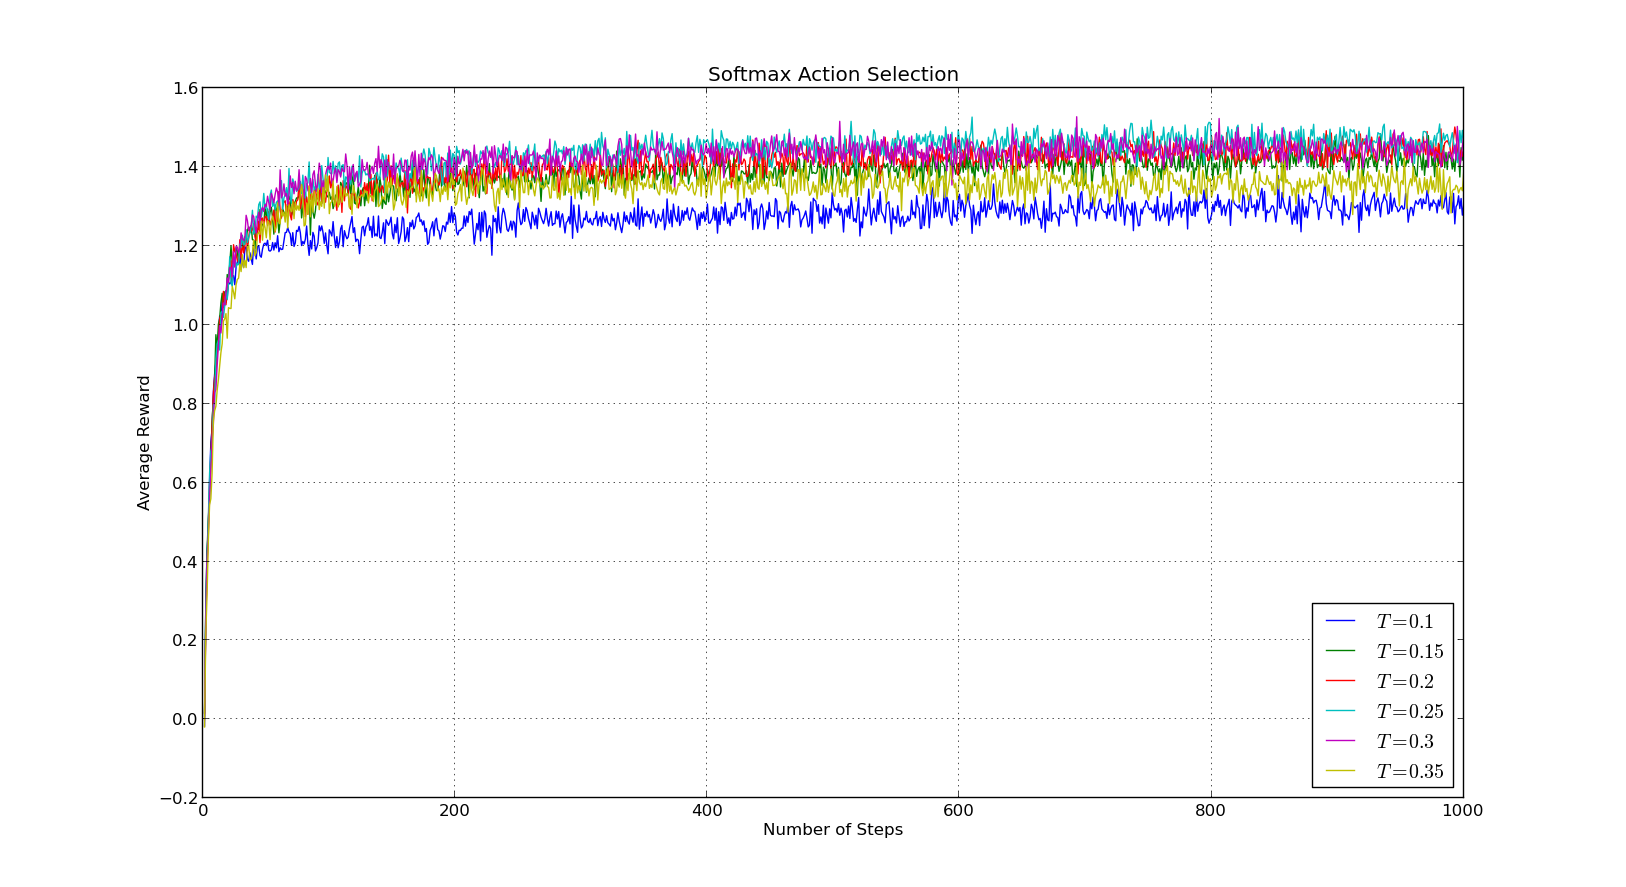 Softmax Action Selection
1.6
1.4
1.2
1.0
0.8
0.6
0.4
0.2
0.0
−0.2
Average Reward
0 200 400 600 800 1000
Number of Steps
T=0.1
T=0.15
T=0.2
T=0.25
T=0.3
T=0.35